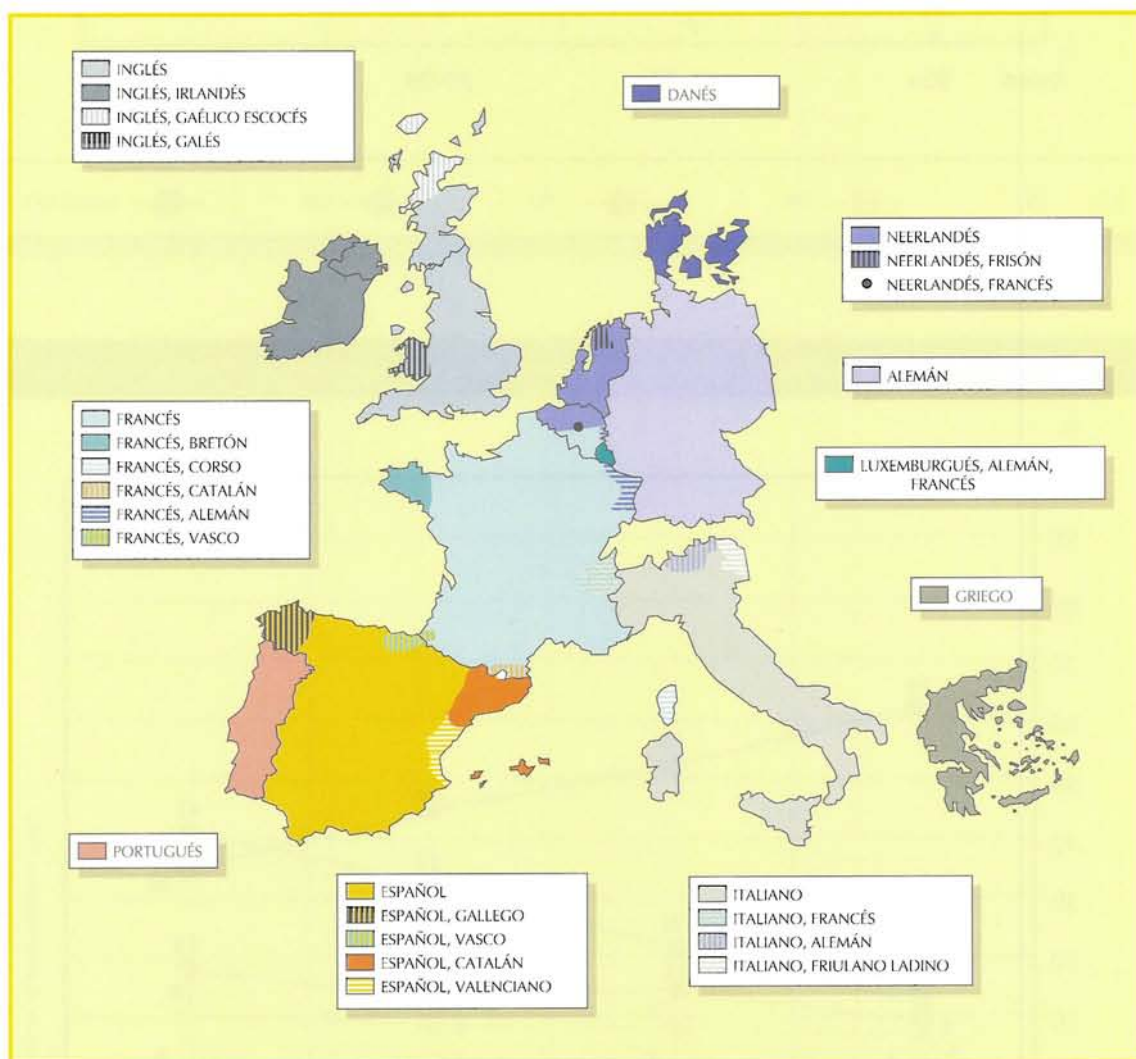 INGLÉS
INGLÉS, IRLANDÉS
INGLÉS, GAÉLICO ESCOCÉS
INGLÉS, GALÉS
DANÉS
NEERLANDÉS
NEERLANDÉS, FRISÓN
NEERLANDÉS, FRANCÉS
ALEMÁN
FRANCÉS
FRANCÉS, BRETÓN
FRANCÉS, CORSO
FRANCÉS, CATALÁN
FRANCÉS, ALEMÁN
FRANCÉS, VASCO
LUXEMBURGUÉS, ALEMÁN,
FRANCÉS
GRIEGO
PORTUGUÉS
ESPAÑOL
ESPAÑOL, GALLEGO
ESPAÑOL, VASCO
ESPAÑOL, CATALÁN
ESPAÑOL, VALENCIANO
ITALIANO
ITALIANO, FRANCÉS
ITALIANO, ALEMÁN
ITALIANO, FRIULANO LADINO